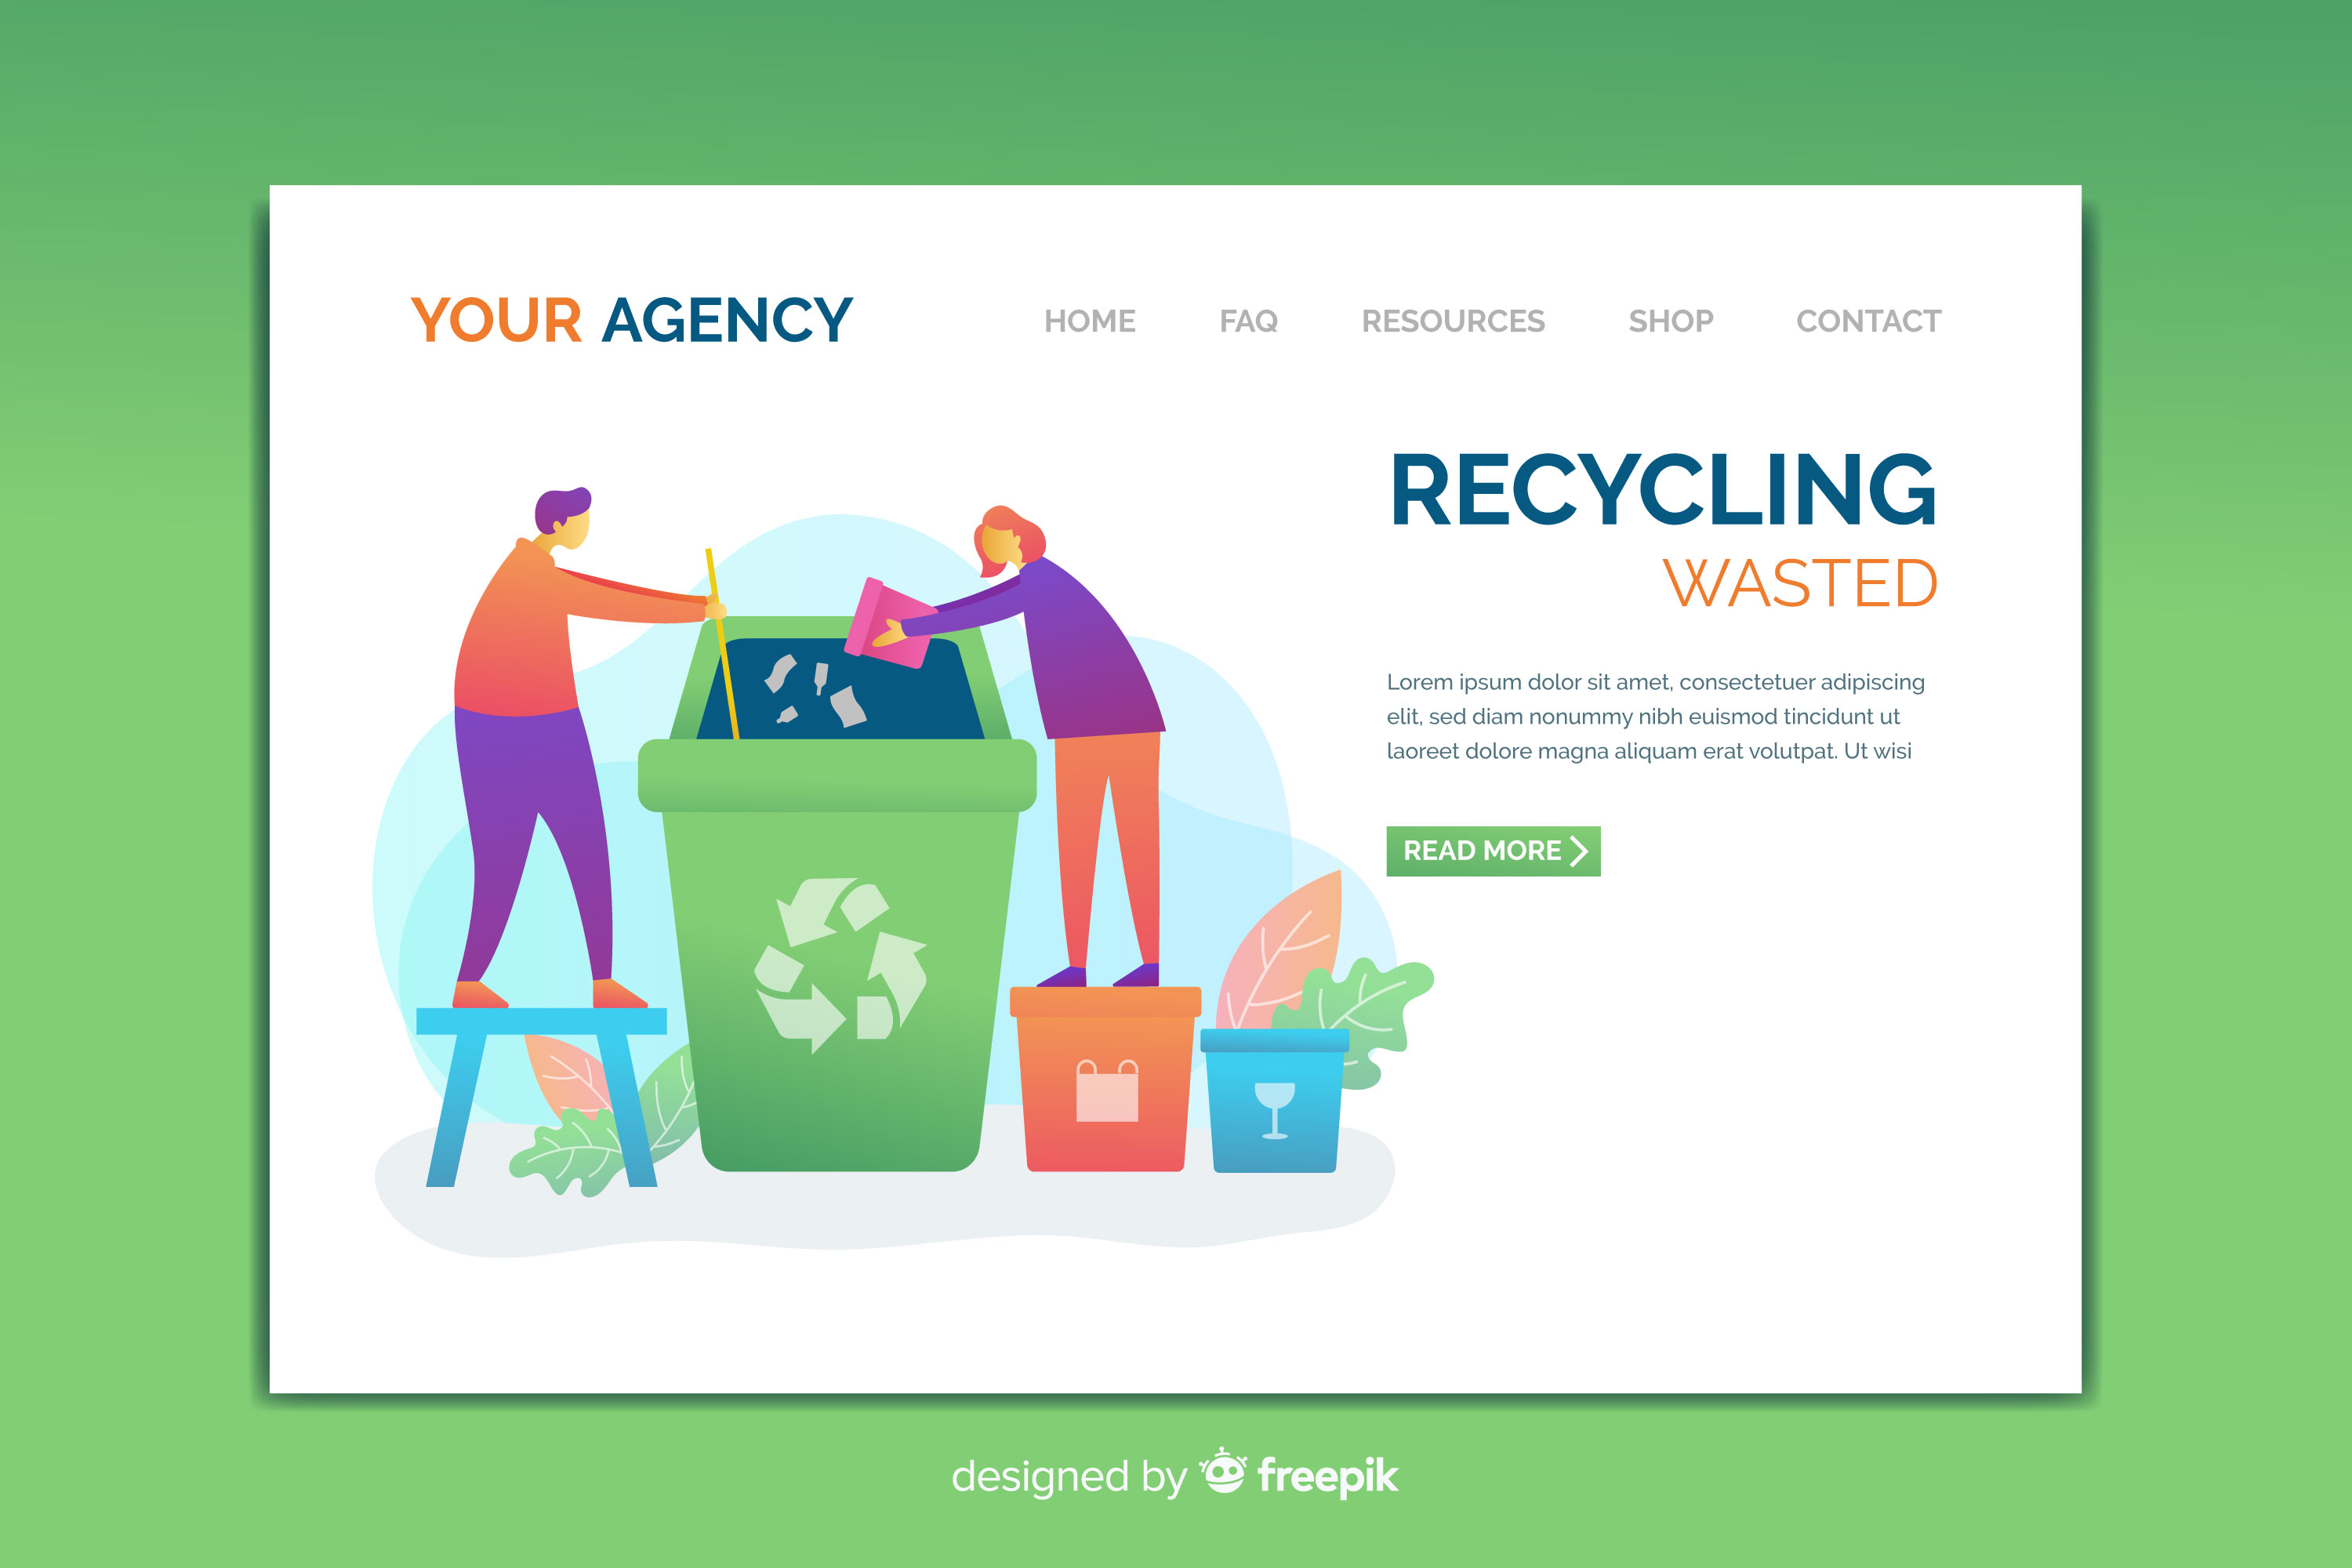 YOUR AGENCY
HOME FAQ RESOURCES SHOP CONTACT
RECYCLING
WASTED
Lorem ipsum dolor sit amet, consectetuer adipiscing
elit, sed diam nonummy nibh euismod tincidunt ut
laoreet dolore magna aliquam erat volutpat. Ut wisi
READ MORE
designed by freepik